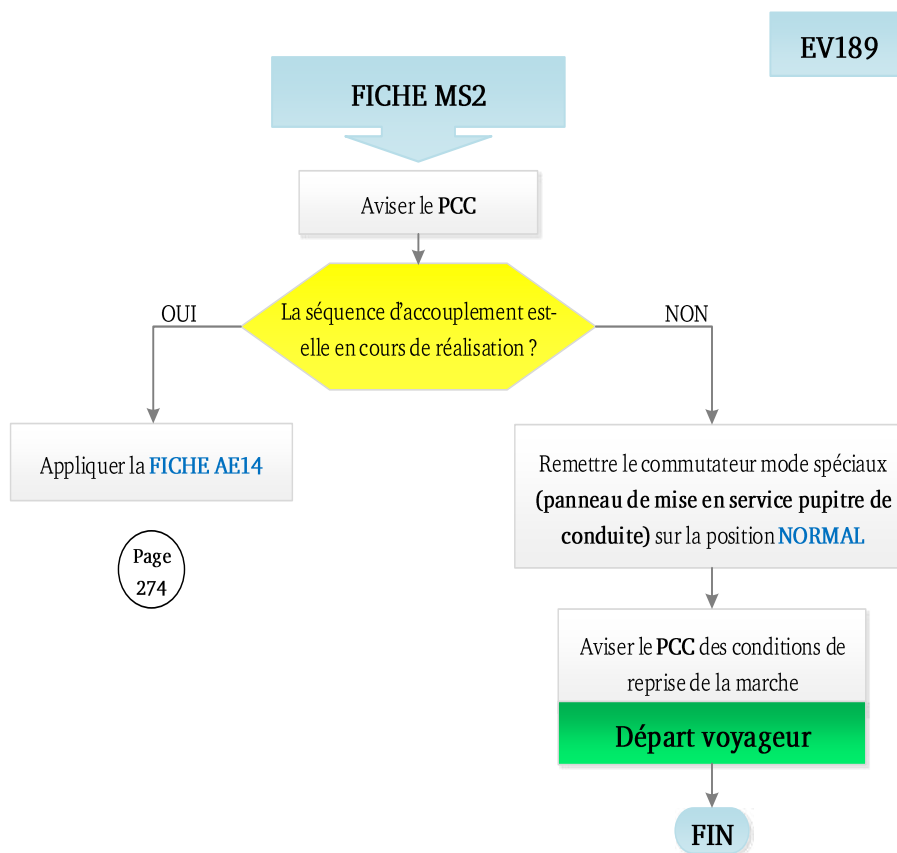 EV189
FICHE MS2
Aviser le PCC
La séquence d'accouplement est-
elle en cours de réalisation ?
OUI
NON
Appliquer la FICHE AE14
Page
274
Remettre le commutateur mode spéciaux
(panneau de mise en service pupitre de
conduite) sur la position NORMAL
Aviser le PCC des conditions de
reprise de la marche
Départ voyageur
FIN